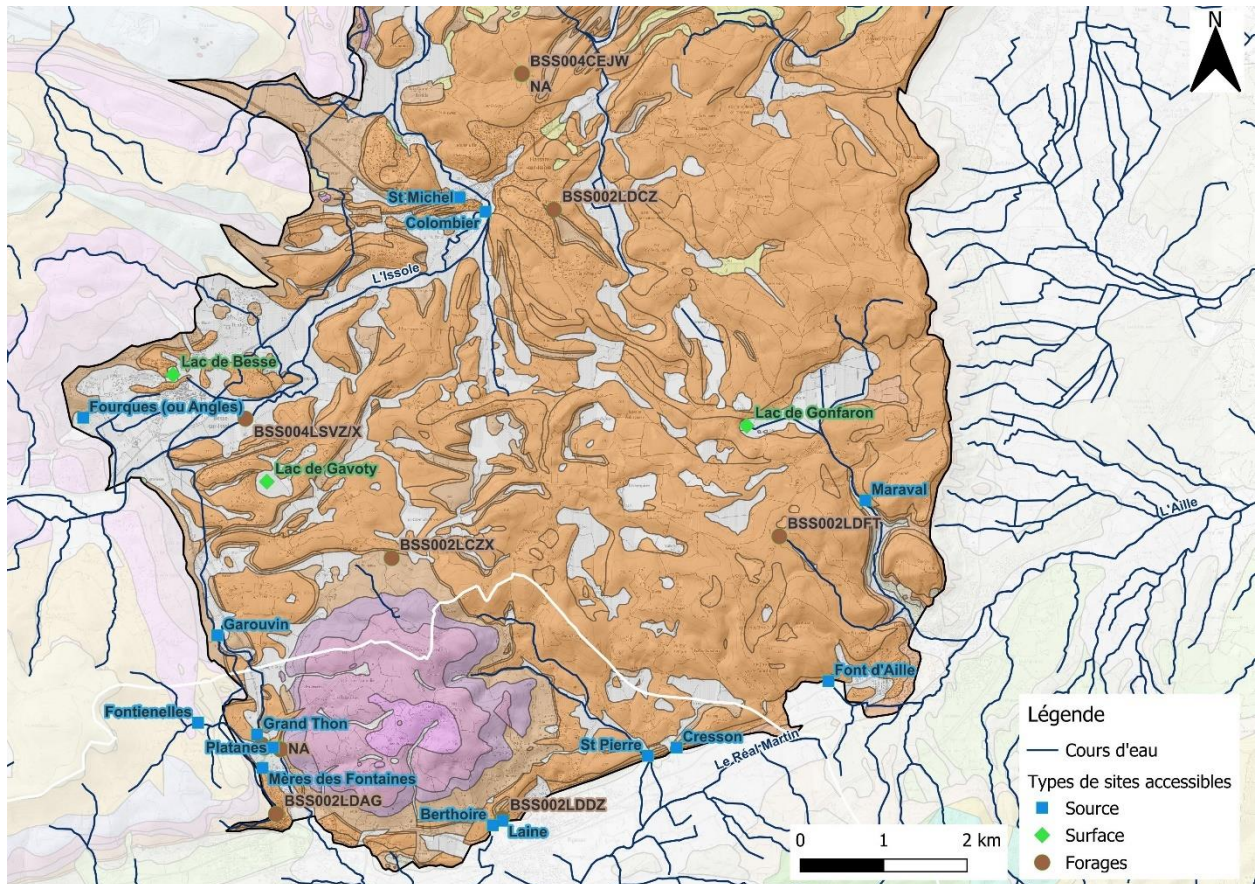 N
BSS004CEJW
NA
St Michel
BSS002LDCZ
Colombier
L'Issole
Lac de Besse
Fourques (ou Angles)
BSS004LSVZ/X
Lac de Gonfaron
Lac de Gavoty
Maraval
L'Aille
BSS002LDFT
BSS002LCZX
Garouvin
Font d'Aille
Fontienelles
Grand Thon
Platanes
NA
St Pierre
Cresson
Le Réal Martin
Mères des Fontaines
BSS002LDAG
BSS002LDDZ
Berthoire
Laïne
Légende
Cours d'eau
Types de sites accessibles
Source
Surface
Forages
0 1 2 km